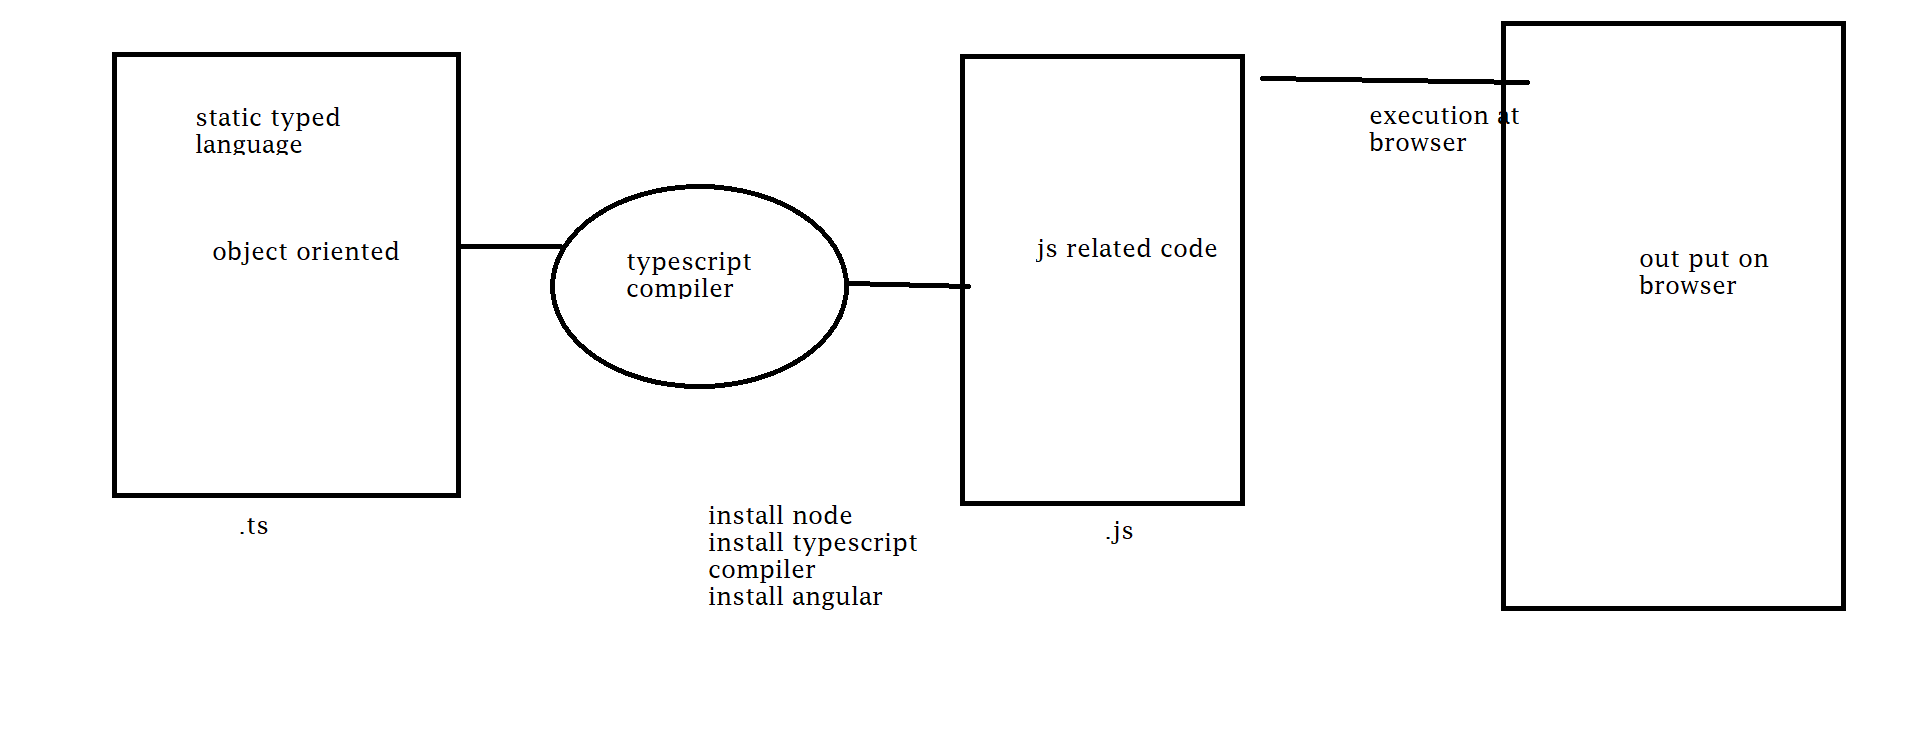 static typed
language
object oriented
.ts
typescript
compiler
install node
install typescript
compiler
install angular
js related code
.js
execution at
browser
out put on
browser